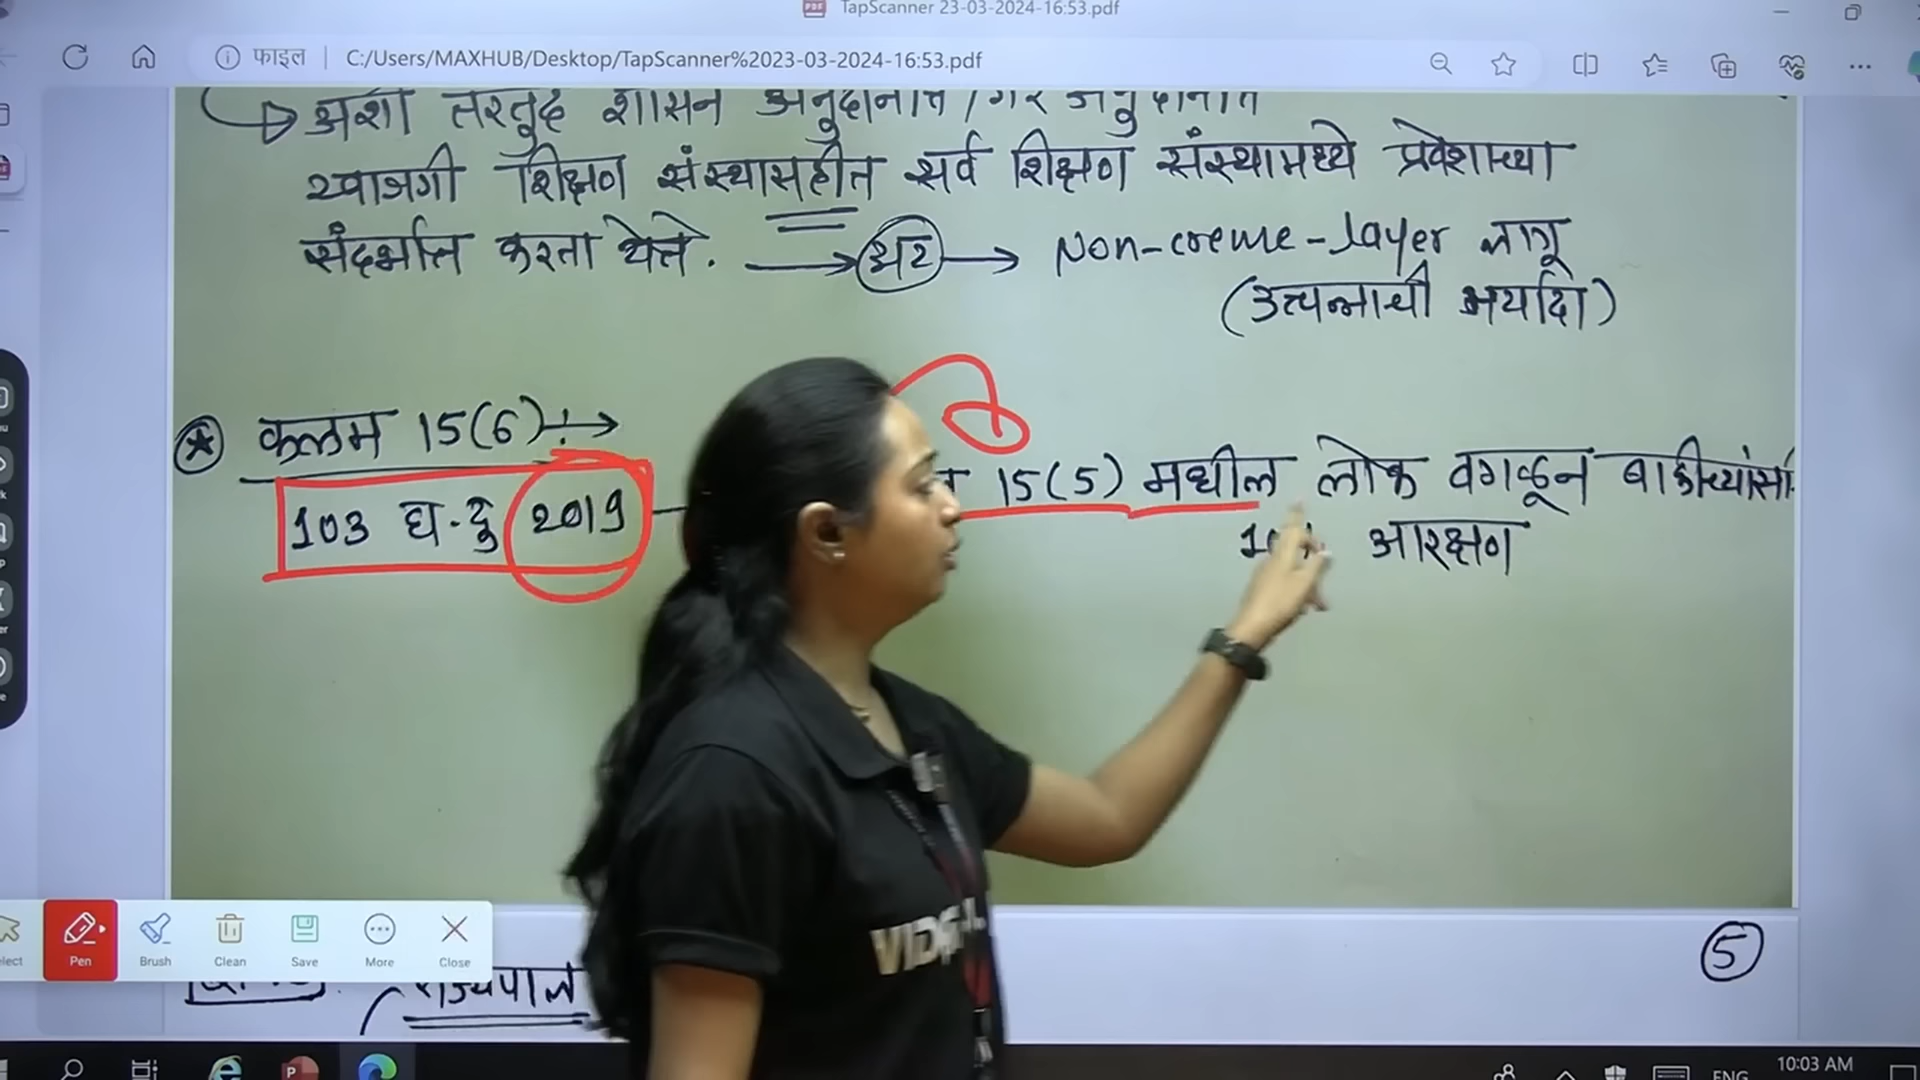 TapScanner 23-03-2024-16:53.pdf
फाइल | C:/Users/MAXHUB/Desktop/TapScanner%2023-03-2024-16:53.pdf
अशी तरतुद शासन अनुदानीत /
खाजगी शिक्षण संस्थासहीत सर्व शिक्षण संस्थामध्ये प्रवेशाच्या
संदर्भात करता येते. → अट → Non-creme-layer लागू
(उत्पन्नाची मर्यादा)
कलम 15(6) : →
103 घ.दु 2019
15(5) मधील लोक वगळून बाकीच्यांसा
आरक्षण
5
Pen
Brush
Clean
Save
More
Close
राज्यपाल
VID
ENG
10:03 AM